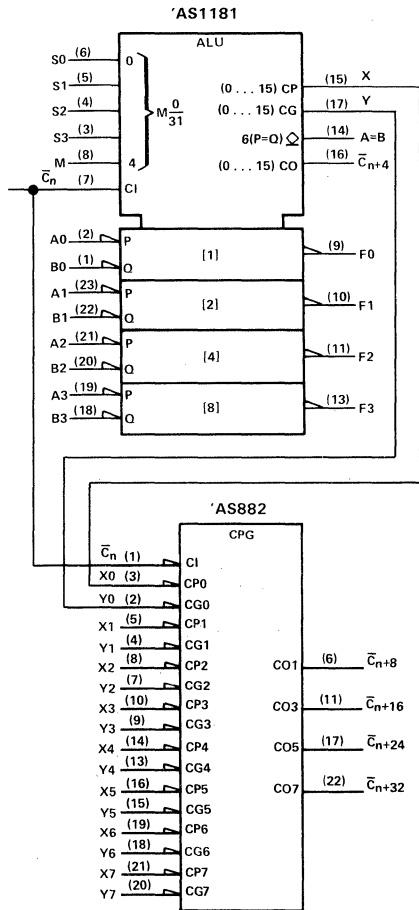 'AS1181
ALU
S0 (6) 0
S1 (5)
S2 (4)
S3 (3)
M (8) 4
M 0/31
C̅n (7) CI
(0 . . . 15) CP (15) X
(0 . . . 15) CG (17) Y
6(P=Q) (14) A=B
(0 . . . 15) CO (16) C̅n+4
A0 (2) P
B0 (1) Q
[1] (9) F0
A1 (23) P
B1 (22) Q
[2] (10) F1
A2 (21) P
B2 (20) Q
[4] (11) F2
A3 (19) P
B3 (18) Q
[8] (13) F3
'AS882
CPG
C̅n (1) CI
X0 (3) CP0
Y0 (2) CG0
X1 (5) CP1
Y1 (4) CG1
X2 (8) CP2
Y2 (7) CG2
X3 (10) CP3
Y3 (9) CG3
X4 (14) CP4
Y4 (13) CG4
X5 (16) CP5
Y5 (15) CG5
X6 (19) CP6
Y6 (18) CG6
X7 (21) CP7
Y7 (20) CG7
CO1 (6) C̅n+8
CO3 (11) C̅n+16
CO5 (17) C̅n+24
CO7 (22) C̅n+32